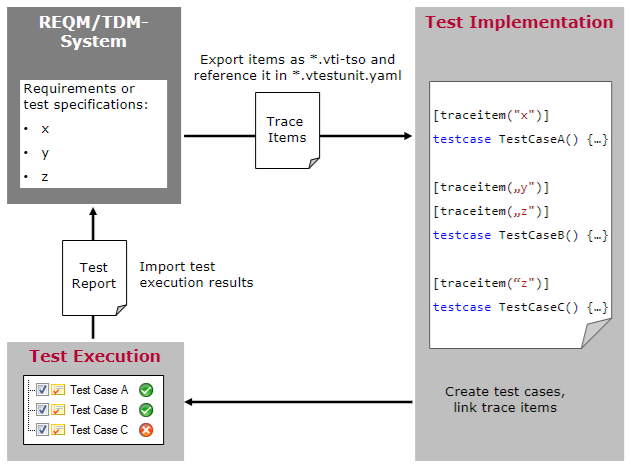 REQM/TDM-
System
Requirements or
test specifications:
• x
• y
• z
Export items as *.vti-tso and
reference it in *.vtestunit.yaml
Trace
Items
Test Implementation
[traceitem("x")]
testcase TestCaseA() {…}
[traceitem(„y")]
[traceitem(„z")]
testcase TestCaseB() {…}
[traceitem(“z")]
testcase TestCaseC() {…}
Create test cases,
link trace items
Test
Report
Import test
execution results
Test Execution
Test Case A
Test Case B
Test Case C